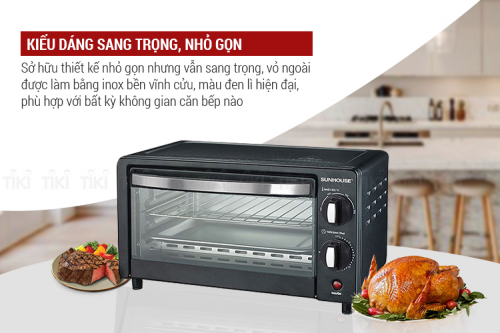 KIỂU DÁNG SANG TRỌNG, NHỎ GỌN
Sở hữu thiết kế nhỏ gọn nhưng vẫn sang trọng, vỏ ngoài
được làm bằng inox bền vĩnh cửu, màu đen lì hiện đại,
phù hợp với bất kỳ không gian căn bếp nào
TIKI TIKI TIKI
SUNHOUSE